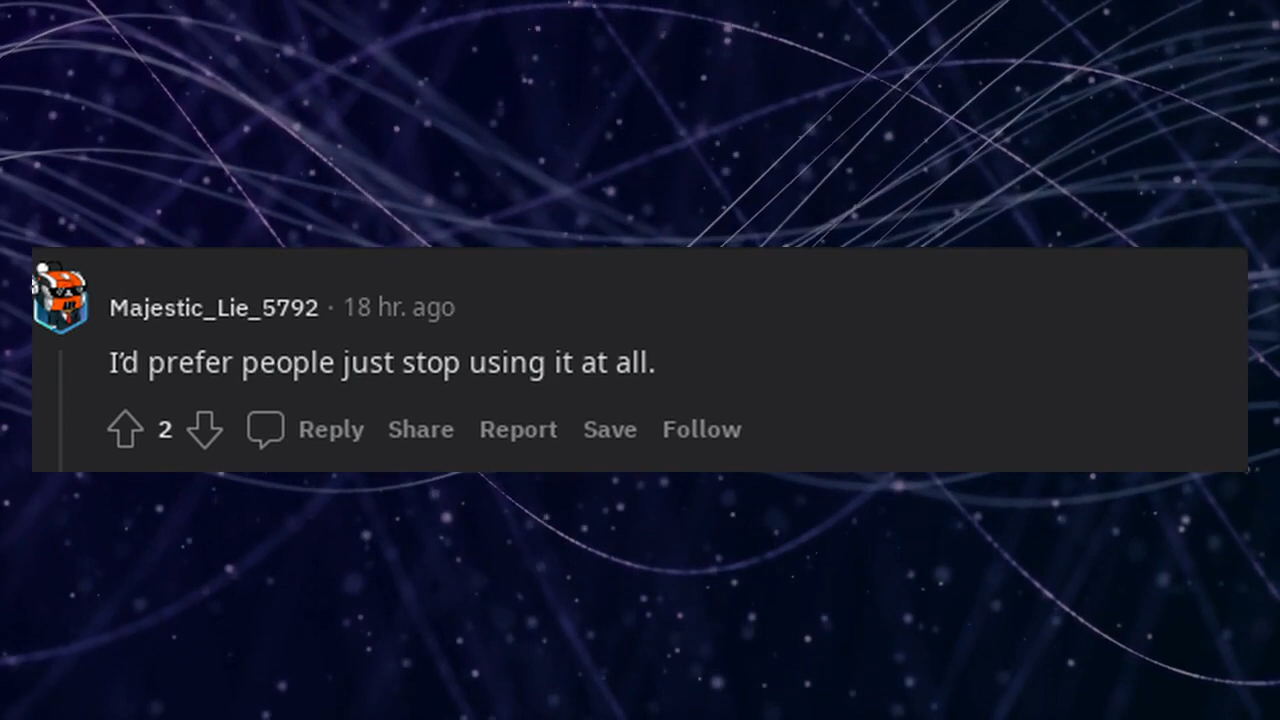 Majestic_Lie_5792 · 18 hr. ago
I’d prefer people just stop using it at all.
2 Reply Share Report Save Follow